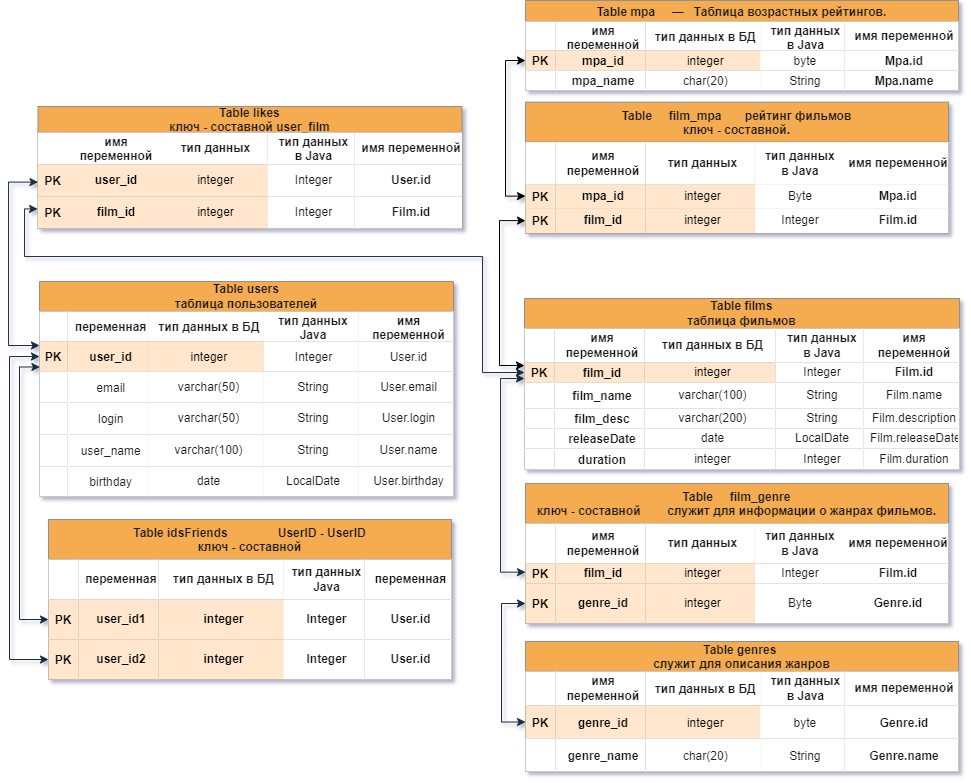 Table mpa — Таблица возрастных рейтингов.
имя переменной тип данных в БД тип данных в Java имя переменной
PK mpa_id integer byte Mpa.id
mpa_name char(20) String Mpa.name
Table film_mpa рейтинг фильмов
ключ - составной.
имя переменной тип данных тип данных в Java имя переменной
PK mpa_id integer Byte Mpa.id
PK film_id integer Integer Film.id
Table likes
ключ - составной user_film
имя переменной тип данных тип данных в Java имя переменной
PK user_id integer Integer User.id
PK film_id integer Integer Film.id
Table users
таблица пользователей
переменная тип данных в БД тип данных Java имя переменной
PK user_id integer Integer User.id
email varchar(50) String User.email
login varchar(50) String User.login
user_name varchar(100) String User.name
birthday date LocalDate User.birthday
Table films
таблица фильмов
имя переменной тип данных в БД тип данных в Java имя переменной
PK film_id integer Integer Film.id
film_name varchar(100) String Film.name
film_desc varchar(200) String Film.description
releaseDate date LocalDate Film.releaseDate
duration integer Integer Film.duration
Table idsFriends UserID - UserID
ключ - составной
переменная тип данных в БД тип данных Java переменная
PK user_id1 integer Integer User.id
PK user_id2 integer Integer User.id
Table film_genre
ключ - составной служит для информации о жанрах фильмов.
имя переменной тип данных тип данных в Java имя переменной
PK film_id integer Integer Film.id
PK genre_id integer Byte Genre.id
Table genres
служит для описания жанров
имя переменной тип данных в БД тип данных в Java имя переменной
PK genre_id integer byte Genre.id
genre_name char(20) String Genre.name